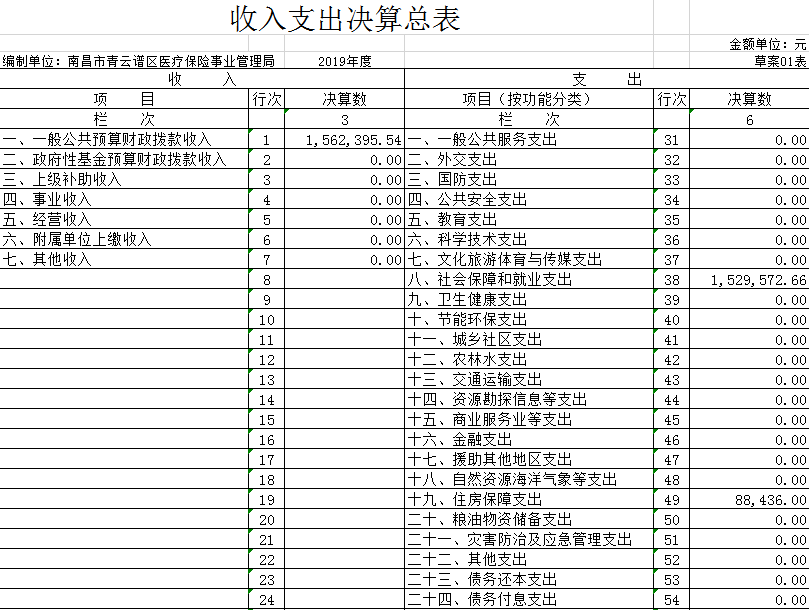 收入支出决算总表
金额单位：元
编制单位：南昌市青云谱区医疗保险事业管理局 2019年度 草案01表
收 入 支 出
项 目 行次 决算数 项目（按功能分类） 行次 决算数
栏 次 3 栏 次 6
一、一般公共预算财政拨款收入 1 1,562,395.54 一、一般公共服务支出 31 0.00
二、政府性基金预算财政拨款收入 2 0.00 二、外交支出 32 0.00
三、上级补助收入 3 0.00 三、国防支出 33 0.00
四、事业收入 4 0.00 四、公共安全支出 34 0.00
五、经营收入 5 0.00 五、教育支出 35 0.00
六、附属单位上缴收入 6 0.00 六、科学技术支出 36 0.00
七、其他收入 7 0.00 七、文化旅游体育与传媒支出 37 0.00
8 八、社会保障和就业支出 38 1,529,572.66
9 九、卫生健康支出 39 0.00
10 十、节能环保支出 40 0.00
11 十一、城乡社区支出 41 0.00
12 十二、农林水支出 42 0.00
13 十三、交通运输支出 43 0.00
14 十四、资源勘探信息等支出 44 0.00
15 十五、商业服务业等支出 45 0.00
16 十六、金融支出 46 0.00
17 十七、援助其他地区支出 47 0.00
18 十八、自然资源海洋气象等支出 48 0.00
19 十九、住房保障支出 49 88,436.00
20 二十、粮油物资储备支出 50 0.00
21 二十一、灾害防治及应急管理支出 51 0.00
22 二十二、其他支出 52 0.00
23 二十三、债务还本支出 53 0.00
24 二十四、债务付息支出 54 0.00